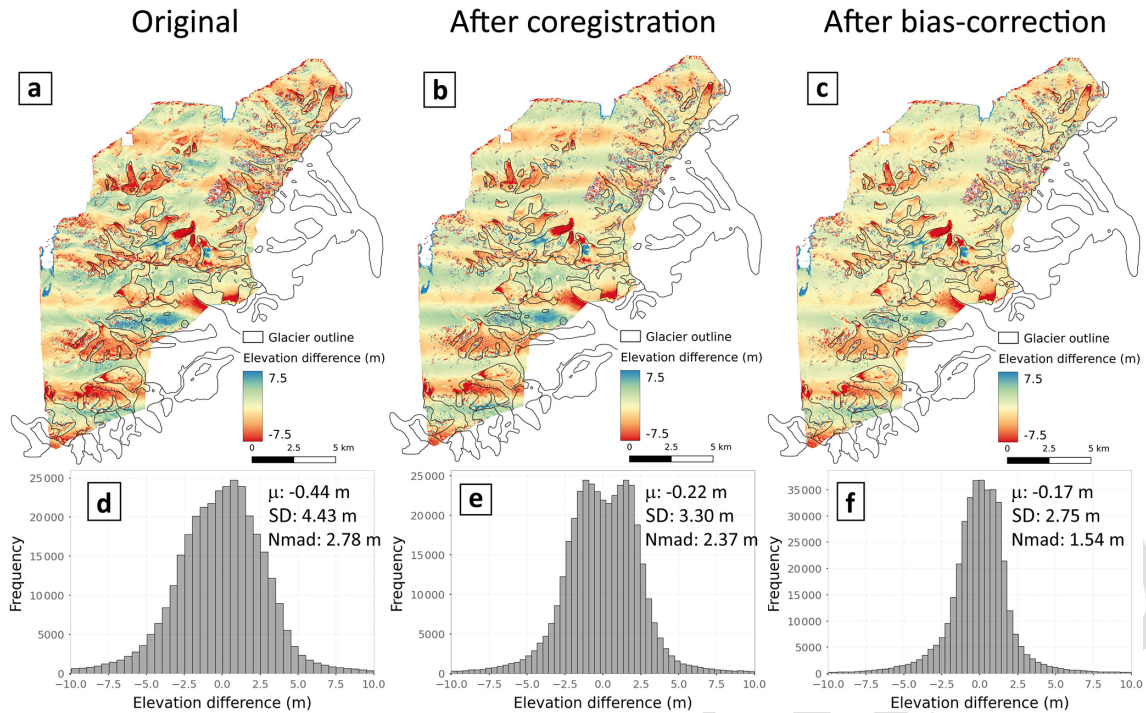 Original
After coregistration
After bias-correction
a
b
c
Glacier outline
Elevation difference (m)
7.5
-7.5
0 2.5 5 km
Glacier outline
Elevation difference (m)
7.5
-7.5
0 2.5 5 km
Glacier outline
Elevation difference (m)
7.5
-7.5
0 2.5 5 km
d
μ: -0.44 m
SD: 4.43 m
Nmad: 2.78 m
Frequency
25000
20000
15000
10000
5000
0
−10.0 −7.5 −5.0 −2.5 0.0 2.5 5.0 7.5 10.0
Elevation difference (m)
e
μ: -0.22 m
SD: 3.30 m
Nmad: 2.37 m
Frequency
25000
20000
15000
10000
5000
0
−10.0 −7.5 −5.0 −2.5 0.0 2.5 5.0 7.5 10.0
Elevation difference (m)
f
μ: -0.17 m
SD: 2.75 m
Nmad: 1.54 m
Frequency
35000
30000
25000
20000
15000
10000
5000
0
−10.0 −7.5 −5.0 −2.5 0.0 2.5 5.0 7.5 10.0
Elevation difference (m)